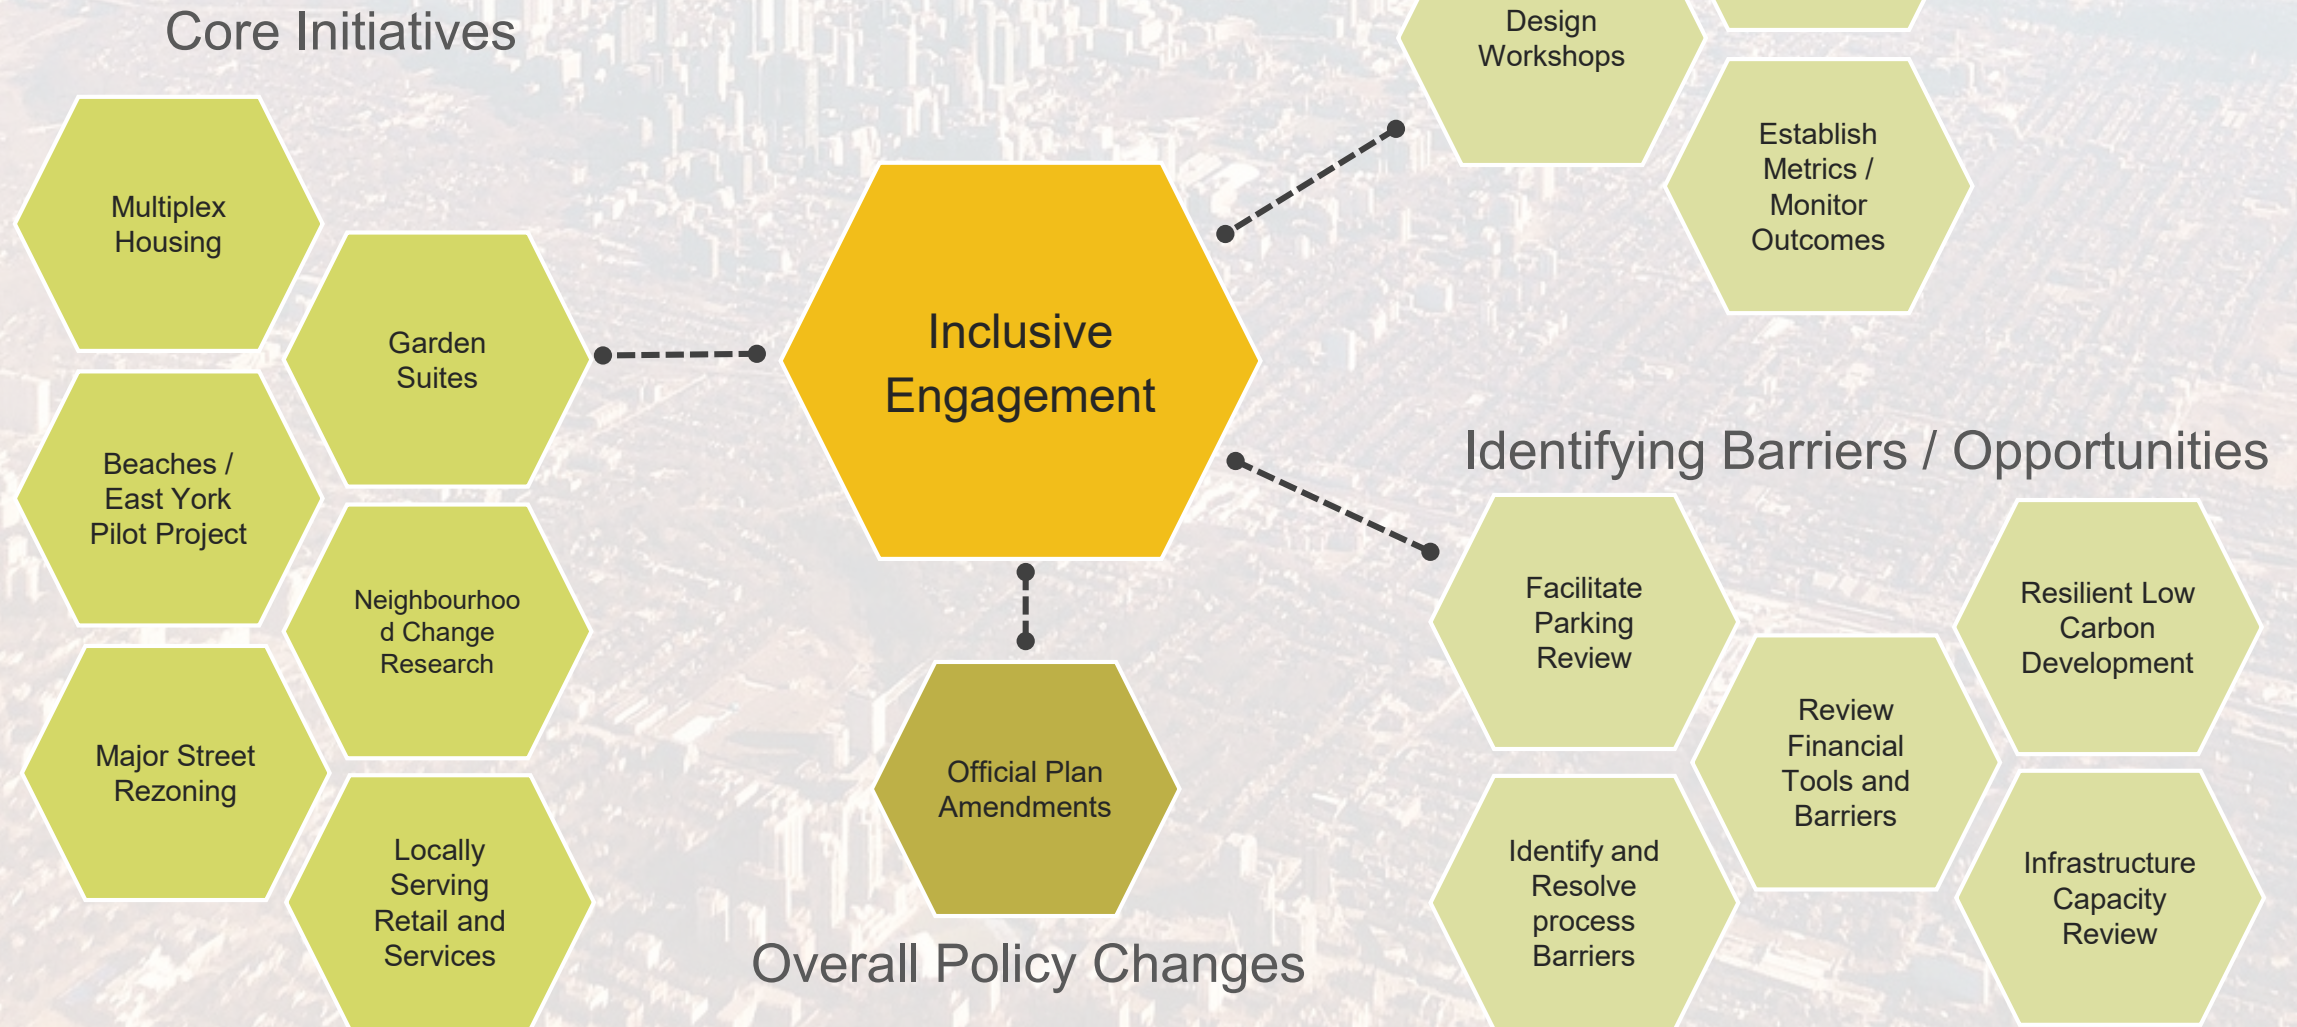 Core Initiatives
Multiplex
Housing
Garden
Suites
Beaches /
East York
Pilot Project
Neighbourhoo
d Change
Research
Major Street
Rezoning
Locally
Serving
Retail and
Services
Inclusive
Engagement
Official Plan
Amendments
Overall Policy Changes
Design
Workshops
Establish
Metrics /
Monitor
Outcomes
Identifying Barriers / Opportunities
Facilitate
Parking
Review
Resilient Low
Carbon
Development
Review
Financial
Tools and
Barriers
Identify and
Resolve
process
Barriers
Infrastructure
Capacity
Review